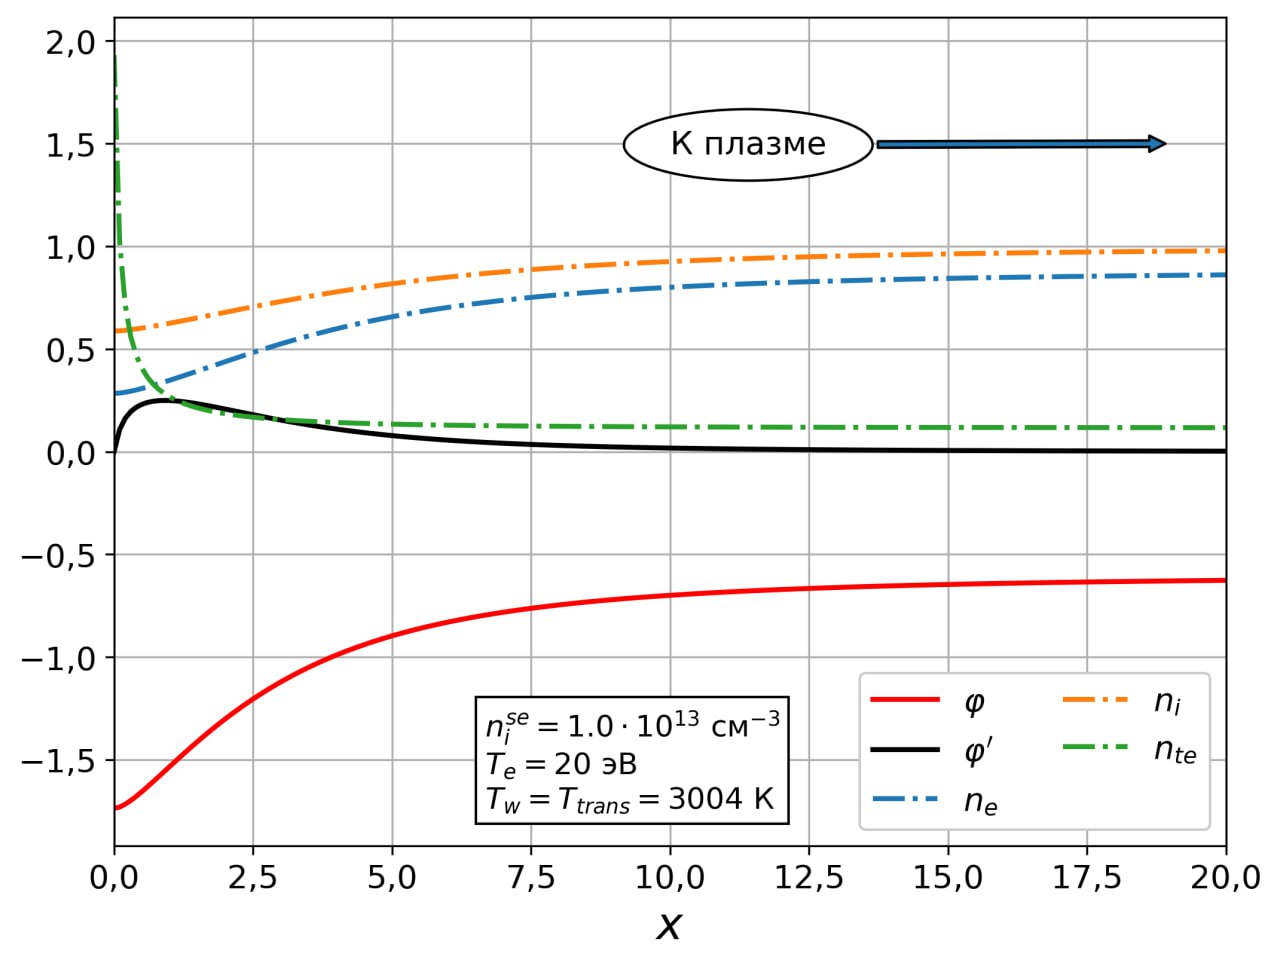 2,0
1,5
1,0
0,5
0,0
−0,5
−1,0
−1,5
К плазме
n_i^{se} = 1.0 · 10^{13} см^{−3}
T_e = 20 эВ
T_w = T_{trans} = 3004 К
φ
φ′
n_e
n_i
n_{te}
0,0 2,5 5,0 7,5 10,0 12,5 15,0 17,5 20,0
x